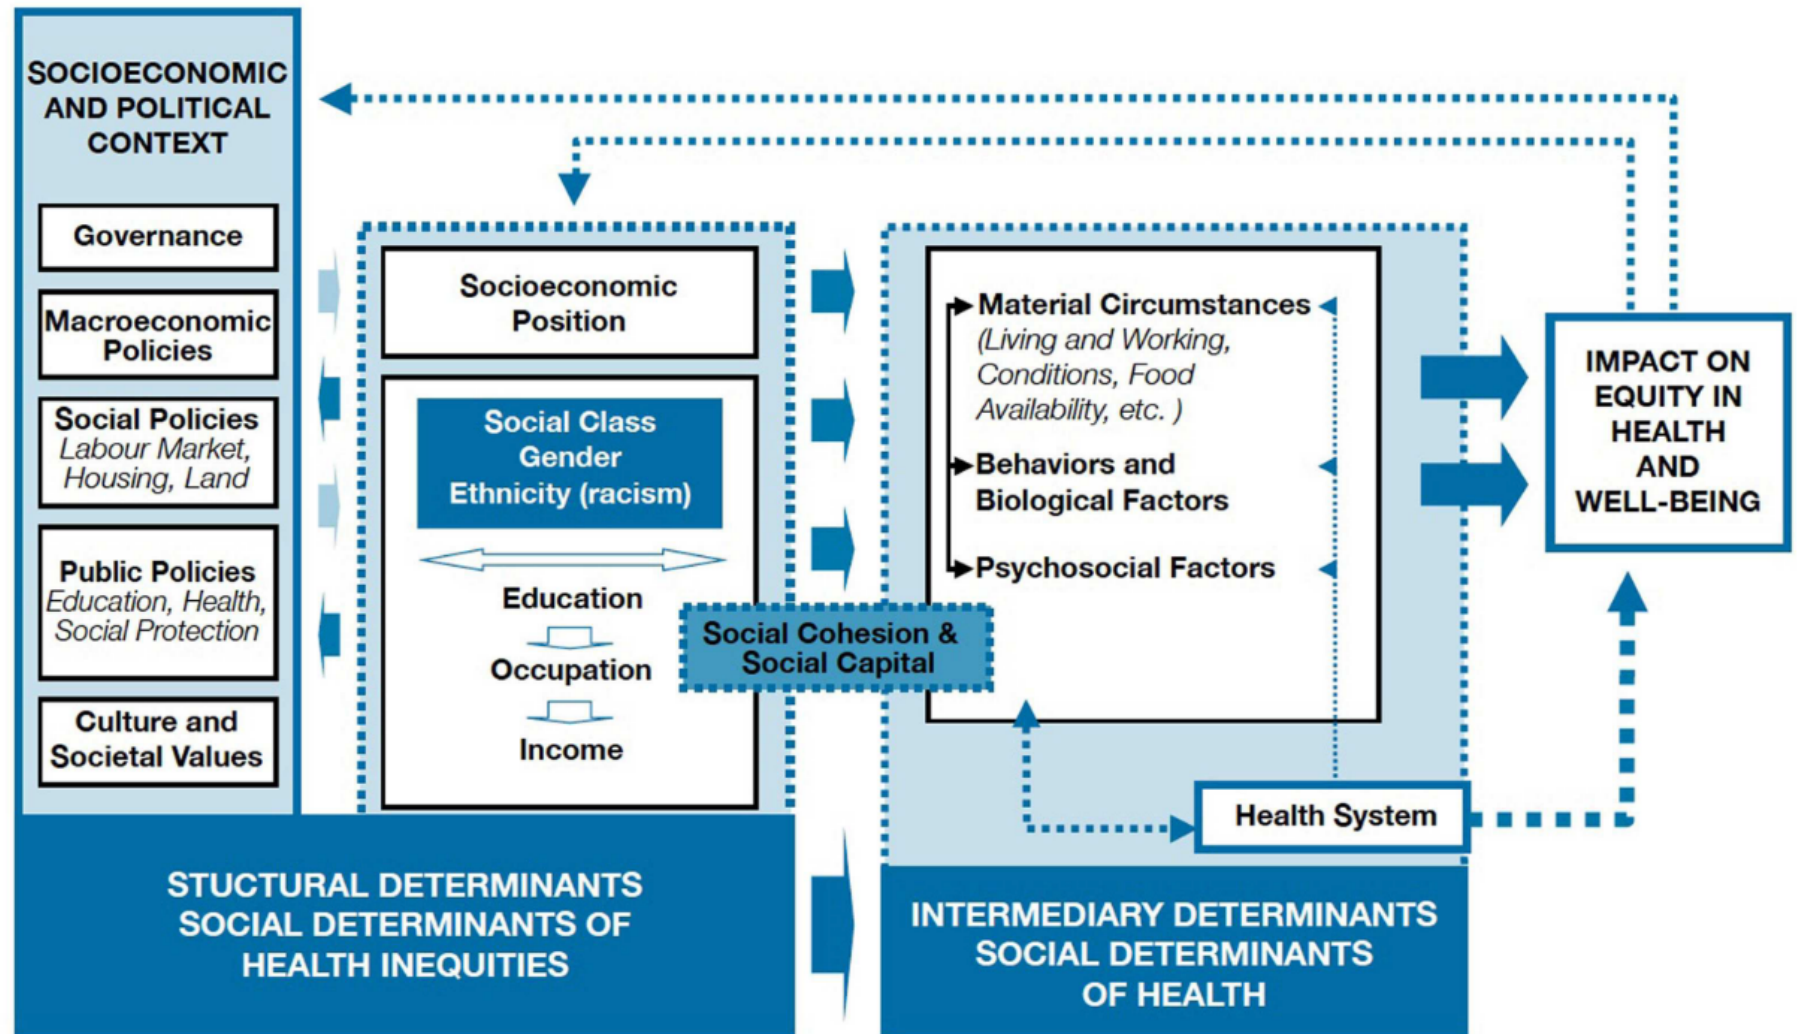 SOCIOECONOMIC
AND POLITICAL
CONTEXT
Governance
Macroeconomic
Policies
Social Policies
Labour Market,
Housing, Land
Public Policies
Education, Health,
Social Protection
Culture and
Societal Values
Socioeconomic
Position
Social Class
Gender
Ethnicity (racism)
Education
Occupation
Income
Social Cohesion &
Social Capital
Material Circumstances
(Living and Working,
Conditions, Food
Availability, etc. )
Behaviors and
Biological Factors
Psychosocial Factors
Health System
IMPACT ON
EQUITY IN
HEALTH
AND
WELL-BEING
STUCTURAL DETERMINANTS
SOCIAL DETERMINANTS OF
HEALTH INEQUITIES
INTERMEDIARY DETERMINANTS
SOCIAL DETERMINANTS
OF HEALTH